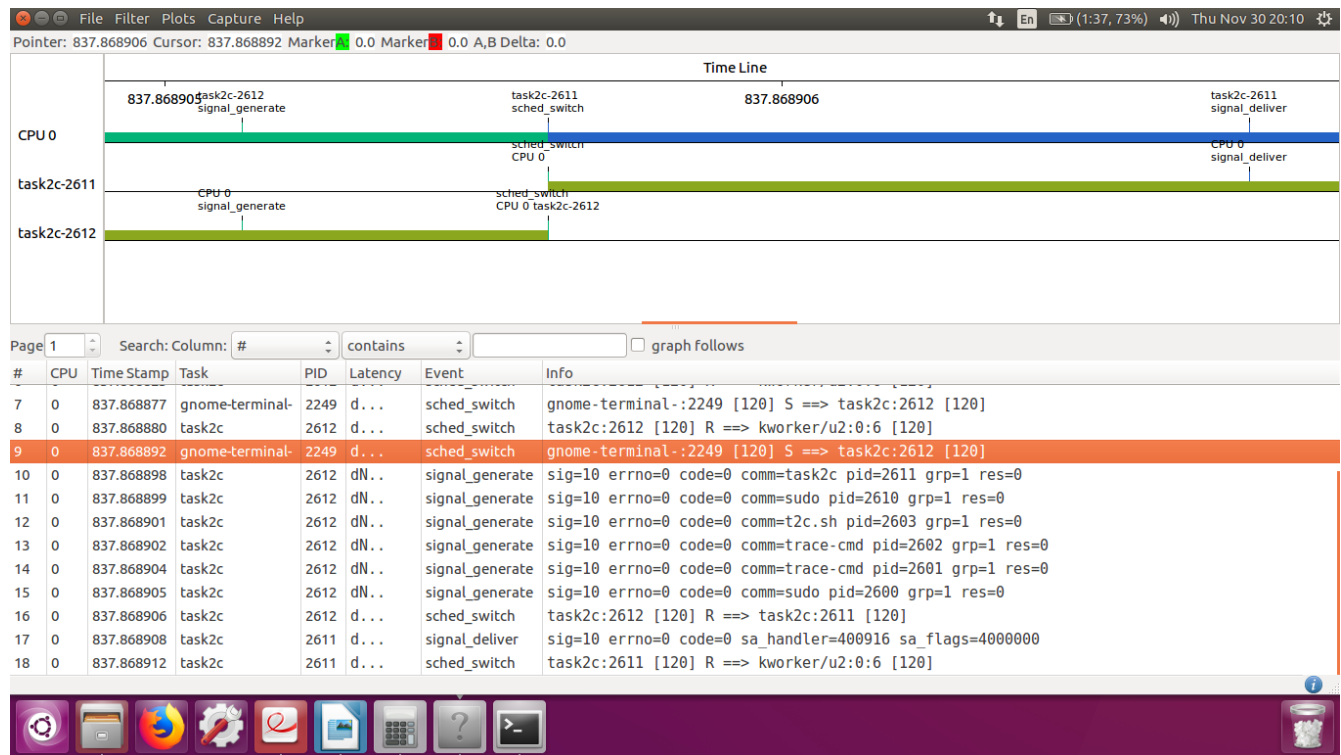 File Filter Plots Capture Help En (1:37, 73%) Thu Nov 30 20:10
Pointer: 837.868906 Cursor: 837.868892 MarkerA: 0.0 MarkerB: 0.0 A,B Delta: 0.0
Time Line
837.868905 837.868906
task2c-2612 task2c-2611 task2c-2611
signal_generate sched_switch signal_deliver
CPU 0
sched_switch CPU 0
CPU 0 signal_deliver
task2c-2611
CPU 0 sched_switch
signal_generate CPU 0 task2c-2612
task2c-2612
Page 1 Search: Column: # contains graph follows
# CPU Time Stamp Task PID Latency Event Info
7 0 837.868877 gnome-terminal- 2249 d... sched_switch gnome-terminal-:2249 [120] S ==> task2c:2612 [120]
8 0 837.868880 task2c 2612 d... sched_switch task2c:2612 [120] R ==> kworker/u2:0:6 [120]
9 0 837.868892 gnome-terminal- 2249 d... sched_switch gnome-terminal-:2249 [120] S ==> task2c:2612 [120]
10 0 837.868898 task2c 2612 dN.. signal_generate sig=10 errno=0 code=0 comm=task2c pid=2611 grp=1 res=0
11 0 837.868899 task2c 2612 dN.. signal_generate sig=10 errno=0 code=0 comm=sudo pid=2610 grp=1 res=0
12 0 837.868901 task2c 2612 dN.. signal_generate sig=10 errno=0 code=0 comm=t2c.sh pid=2603 grp=1 res=0
13 0 837.868902 task2c 2612 dN.. signal_generate sig=10 errno=0 code=0 comm=trace-cmd pid=2602 grp=1 res=0
14 0 837.868904 task2c 2612 dN.. signal_generate sig=10 errno=0 code=0 comm=trace-cmd pid=2601 grp=1 res=0
15 0 837.868905 task2c 2612 dN.. signal_generate sig=10 errno=0 code=0 comm=sudo pid=2600 grp=1 res=0
16 0 837.868906 task2c 2612 d... sched_switch task2c:2612 [120] R ==> task2c:2611 [120]
17 0 837.868908 task2c 2611 d... signal_deliver sig=10 errno=0 code=0 sa_handler=400916 sa_flags=4000000
18 0 837.868912 task2c 2611 d... sched_switch task2c:2611 [120] R ==> kworker/u2:0:6 [120]